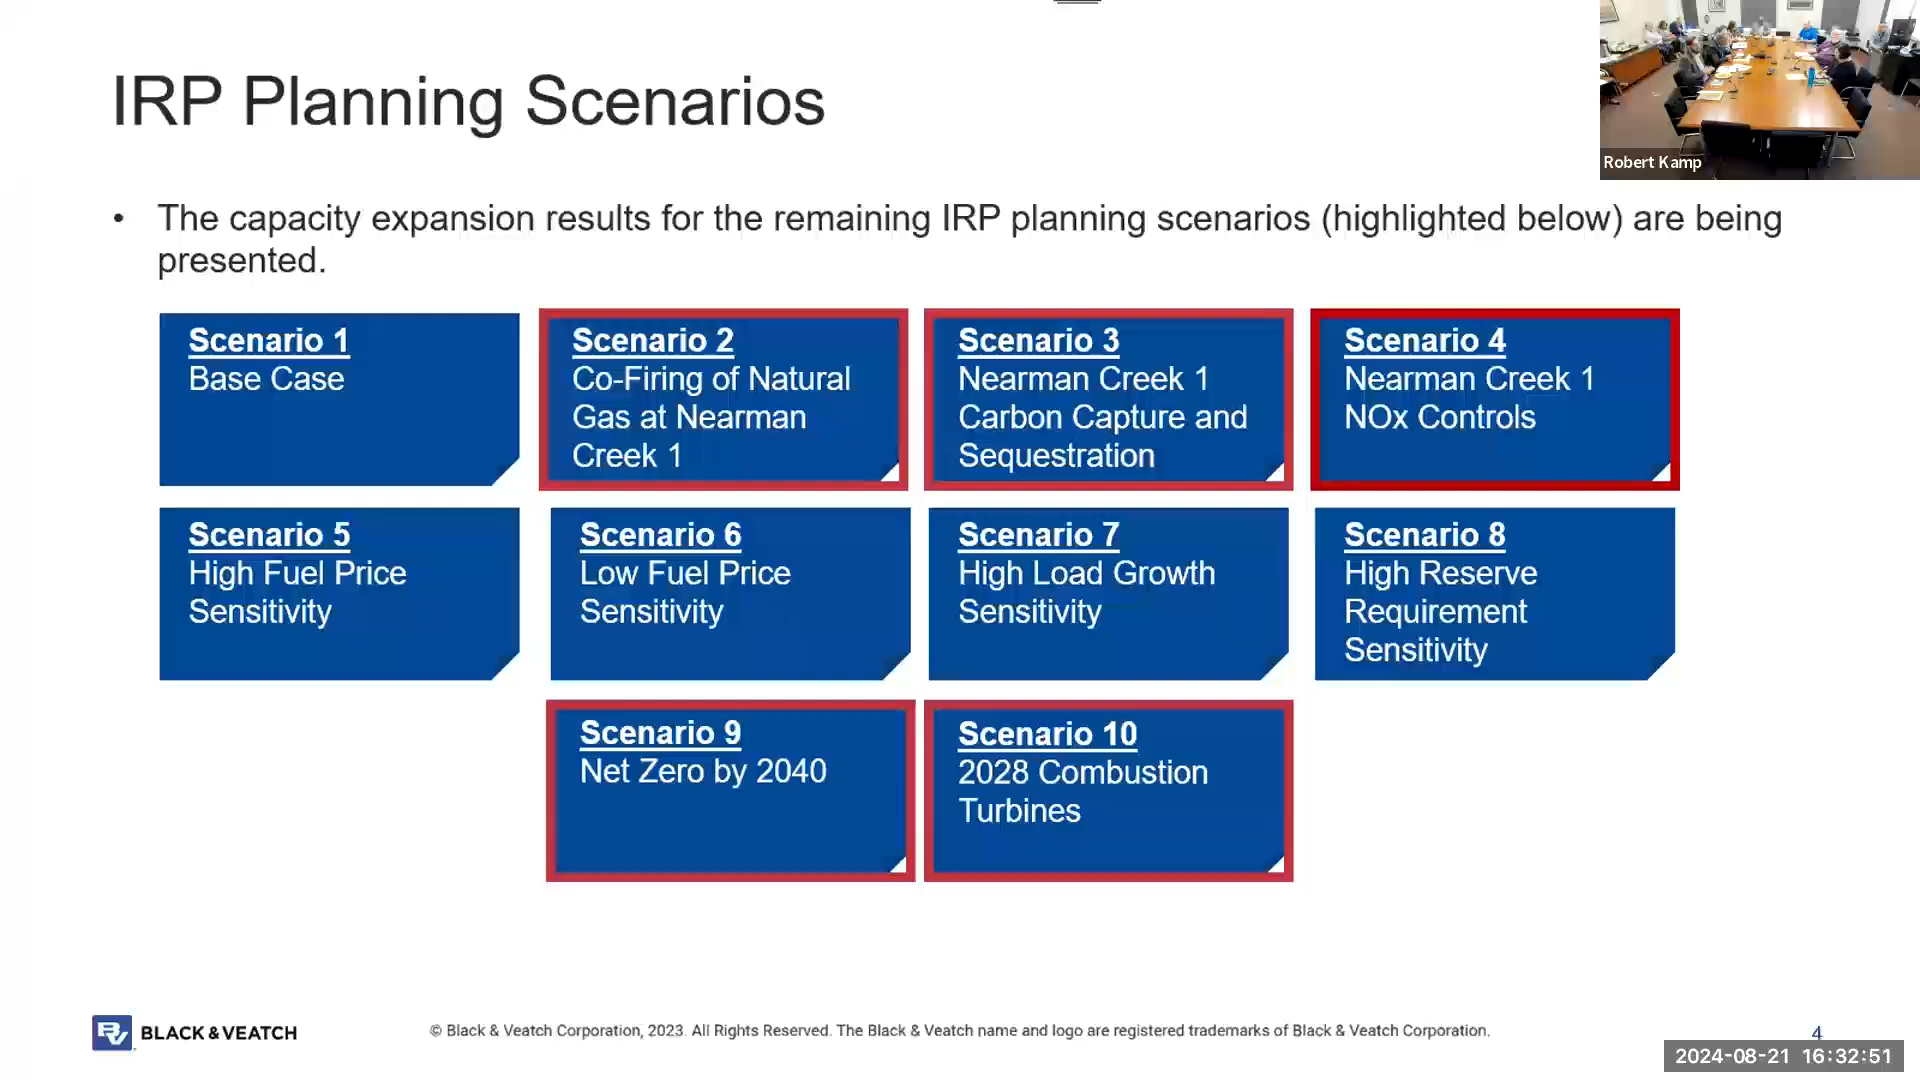 IRP Planning Scenarios
Robert Kamp
• The capacity expansion results for the remaining IRP planning scenarios (highlighted below) are being
presented.
Scenario 1
Base Case
Scenario 2
Co-Firing of Natural
Gas at Nearman
Creek 1
Scenario 3
Nearman Creek 1
Carbon Capture and
Sequestration
Scenario 4
Nearman Creek 1
NOx Controls
Scenario 5
High Fuel Price
Sensitivity
Scenario 6
Low Fuel Price
Sensitivity
Scenario 7
High Load Growth
Sensitivity
Scenario 8
High Reserve
Requirement
Sensitivity
Scenario 9
Net Zero by 2040
Scenario 10
2028 Combustion
Turbines
BV BLACK & VEATCH
© Black & Veatch Corporation, 2023. All Rights Reserved. The Black & Veatch name and logo are registered trademarks of Black & Veatch Corporation.
4
2024-08-21 16:32:51